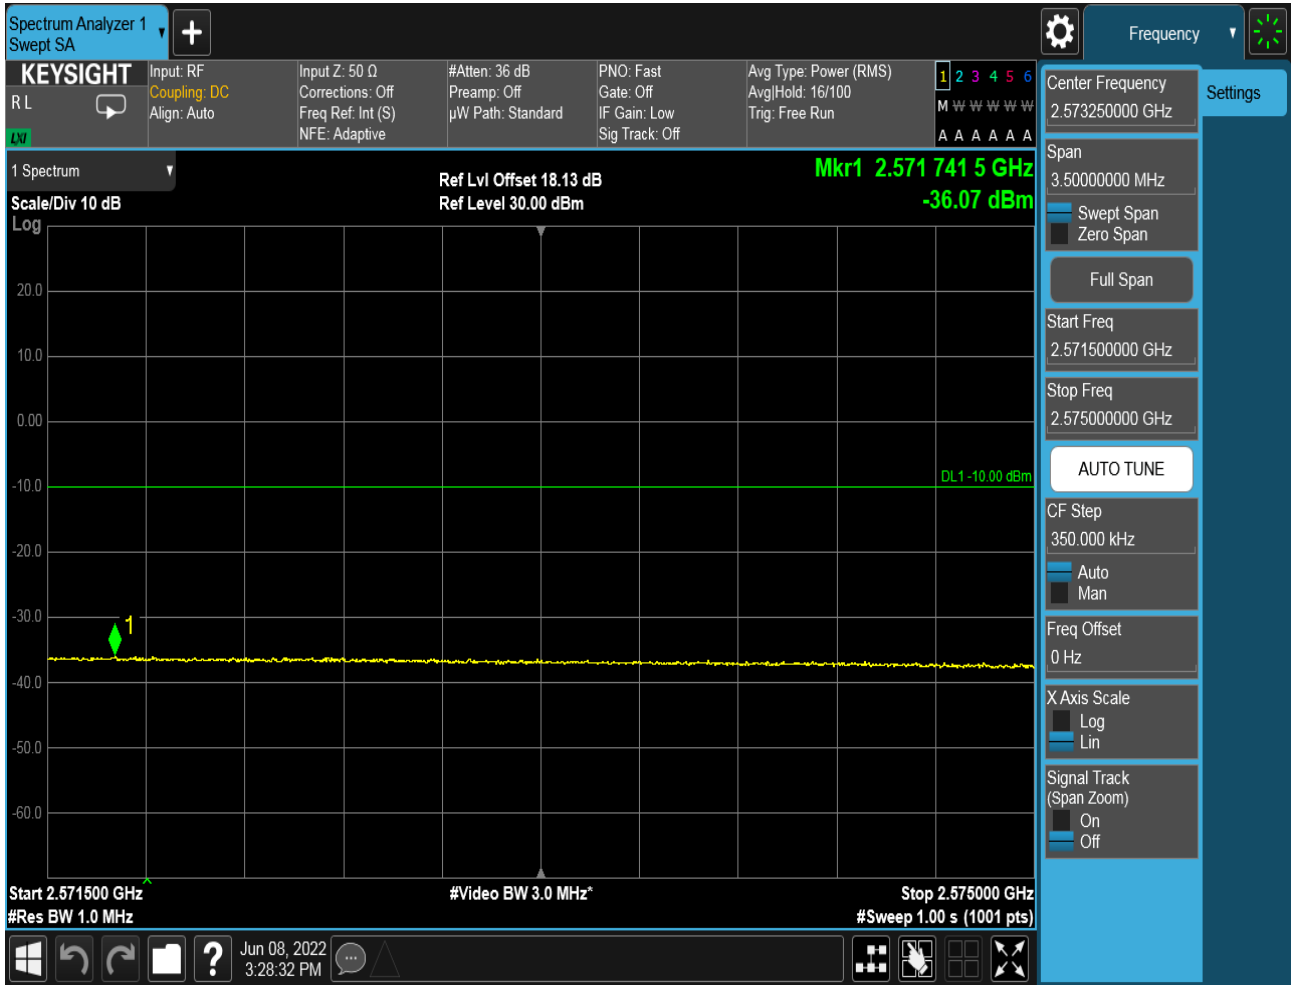 Spectrum Analyzer 1
Swept SA
Frequency
KEYSIGHT
R L
LXI
Input: RF
Coupling: DC
Align: Auto
Input Z: 50 Ω
Corrections: Off
Freq Ref: Int (S)
NFE: Adaptive
#Atten: 36 dB
Preamp: Off
µW Path: Standard
PNO: Fast
Gate: Off
IF Gain: Low
Sig Track: Off
Avg Type: Power (RMS)
Avg|Hold: 16/100
Trig: Free Run
1 2 3 4 5 6
M W W W W W
A A A A A A
1 Spectrum
Scale/Div 10 dB
Log
Ref Lvl Offset 18.13 dB
Ref Level 30.00 dBm
Mkr1 2.571 741 5 GHz
-36.07 dBm
20.0
10.0
0.00
-10.0
DL1 -10.00 dBm
-20.0
-30.0
1
-40.0
-50.0
-60.0
Start 2.571500 GHz
#Video BW 3.0 MHz*
Stop 2.575000 GHz
#Res BW 1.0 MHz
#Sweep 1.00 s (1001 pts)
?
Jun 08, 2022
3:28:32 PM
Center Frequency
2.573250000 GHz
Settings
Span
3.50000000 MHz
Swept Span
Zero Span
Full Span
Start Freq
2.571500000 GHz
Stop Freq
2.575000000 GHz
AUTO TUNE
CF Step
350.000 kHz
Auto
Man
Freq Offset
0 Hz
X Axis Scale
Log
Lin
Signal Track
(Span Zoom)
On
Off